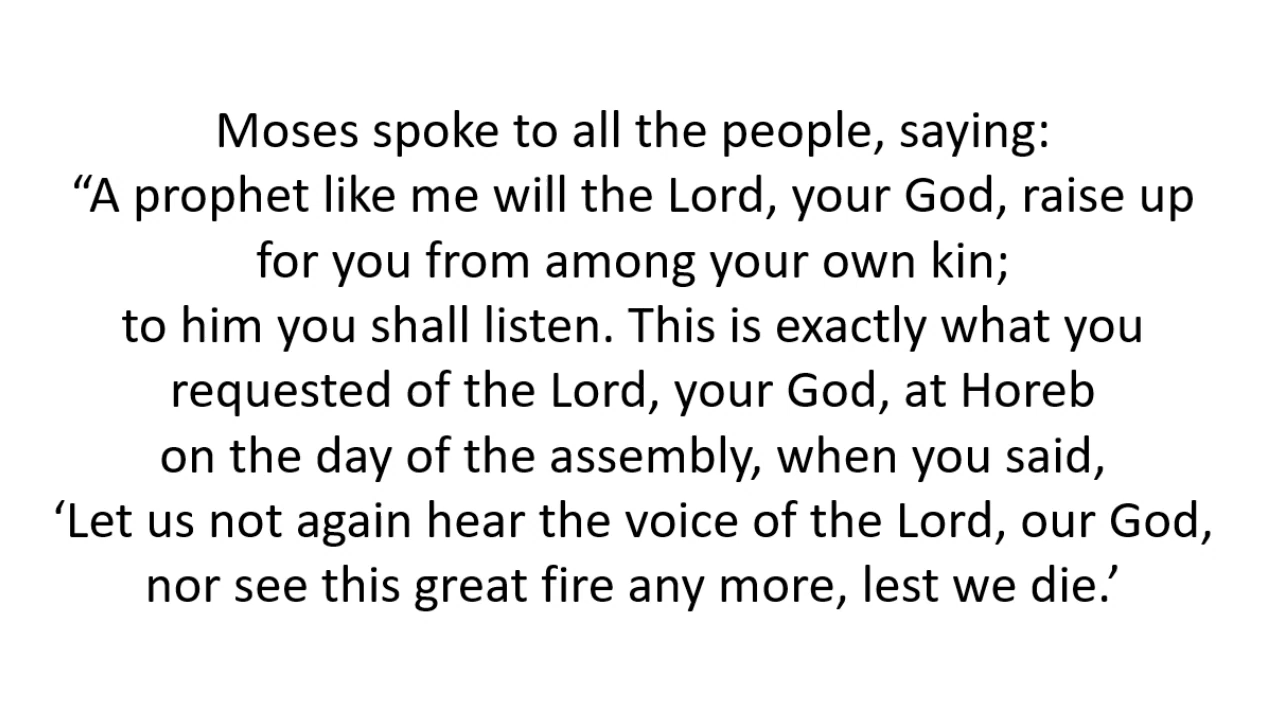 Moses spoke to all the people, saying:
“A prophet like me will the Lord, your God, raise up
for you from among your own kin;
to him you shall listen. This is exactly what you
requested of the Lord, your God, at Horeb
on the day of the assembly, when you said,
‘Let us not again hear the voice of the Lord, our God,
nor see this great fire any more, lest we die.’